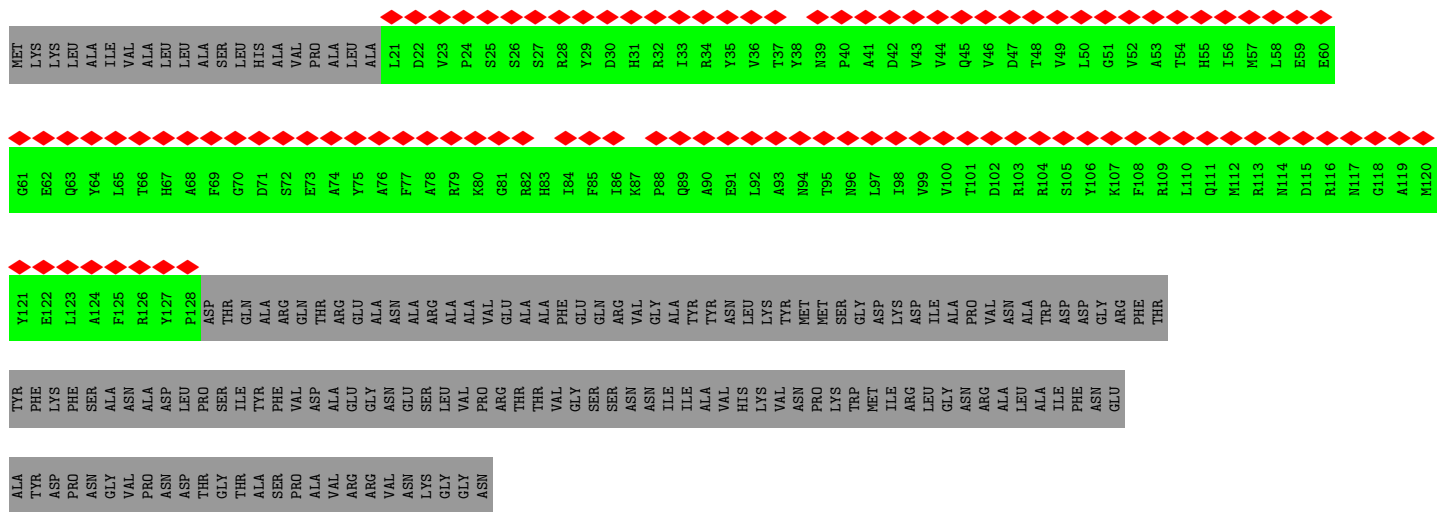 MET LYS LYS LEU ALA ILE VAL ALA LEU LEU ALA SER LEU HIS ALA VAL PRO ALA LEU ALA L21 D22 V23 P24 S25 S26 S27 R28 Y29 D30 H31 R32 I33 R34 Y35 V36 T37 Y38 N39 P40 A41 D42 V43 V44 Q45 V46 D47 T48 V49 L50 G51 V52 A53 T54 H55 I56 M57 L58 E59 E60
G61 E62 Q63 Y64 L65 T66 H67 A68 F69 G70 D71 S72 E73 A74 Y75 A76 F77 A78 R79 K80 G81 R82 H83 I84 F85 I86 K87 P88 Q89 A90 E91 L92 A93 N94 T95 N96 L97 I98 V99 V100 T101 D102 R103 R104 S105 Y106 K107 F108 R109 L110 Q111 M112 R113 N114 D115 R116 N117 G118 A119 M120
Y121 E122 L123 A124 F125 R126 Y127 P128 ASP THR GLN ALA ARG GLN THR ARG GLU ALA ASN ALA ARG ALA ALA VAL GLU ALA ALA PHE GLU GLN ARG VAL GLY ALA TYR TYR ASN LEU LYS TYR MET MET SER GLY ASP LYS ASP ILE ALA PRO VAL ASN ALA TRP ASP ASP GLY ARG PHE THR
TYR PHE LYS PHE SER ALA ASN ALA ASP LEU PRO SER ILE TYR PHE VAL ASP ALA GLU GLY ASN GLU SER LEU VAL PRO ARG THR THR VAL GLY SER SER ASN ASN ILE ILE ALA VAL HIS LYS VAL ASN PRO LYS TRP MET ILE ARG LEU GLY ASN ARG ALA LEU ALA ILE PHE ASN GLU
ALA TYR ASP PRO ASN GLY VAL PRO ASN ASP THR GLY THR ALA SER PRO ALA VAL ARG ARG VAL ASN LYS GLY GLY ASN